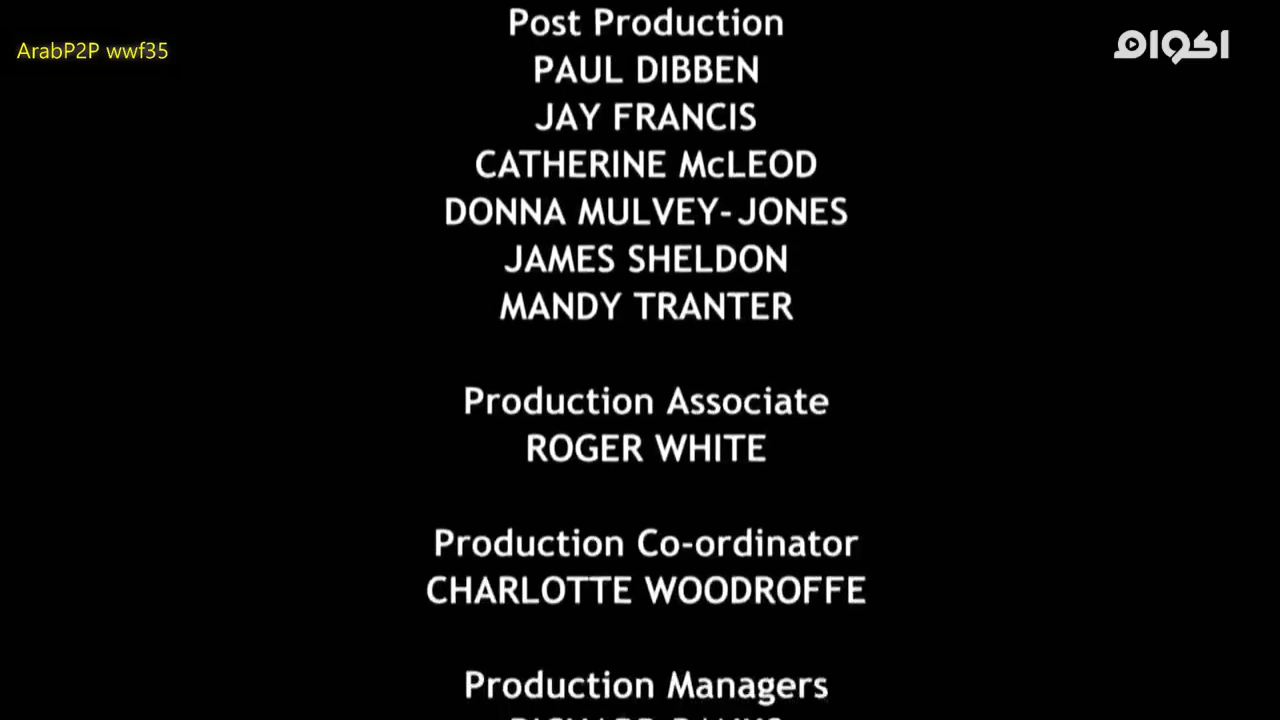 ArabP2P wwf35
اكوام
Post Production
PAUL DIBBEN
JAY FRANCIS
CATHERINE McLEOD
DONNA MULVEY-JONES
JAMES SHELDON
MANDY TRANTER
Production Associate
ROGER WHITE
Production Co-ordinator
CHARLOTTE WOODROFFE
Production Managers